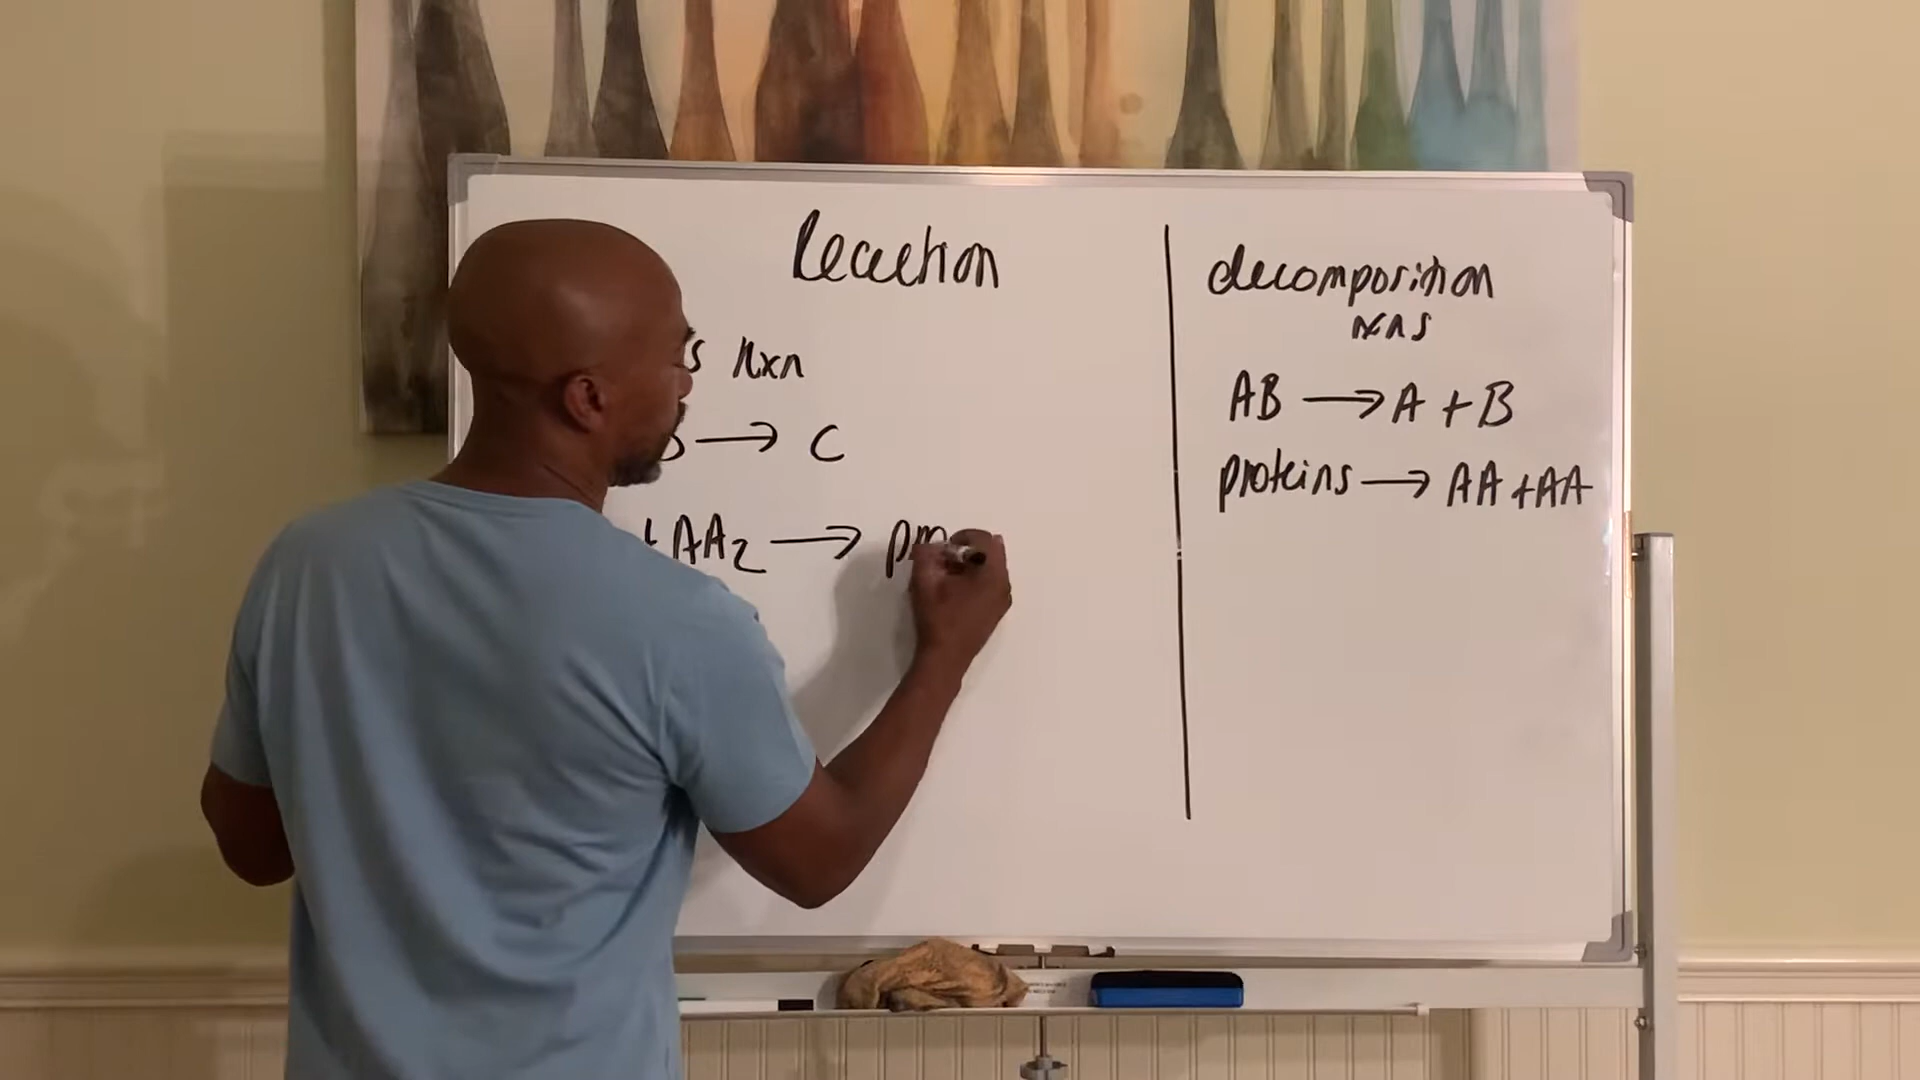 Reaction
s Rxn
B → C
+ AA2 → pro
decomposition
rxns
AB → A + B
proteins → AA + AA